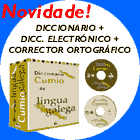 Novidade!
DICCIONARIO +
DICC. ELECTRÓNICO +
CORRECTOR ORTOGRÁFICO
Diccionario
Cumio
da
lingua
galega